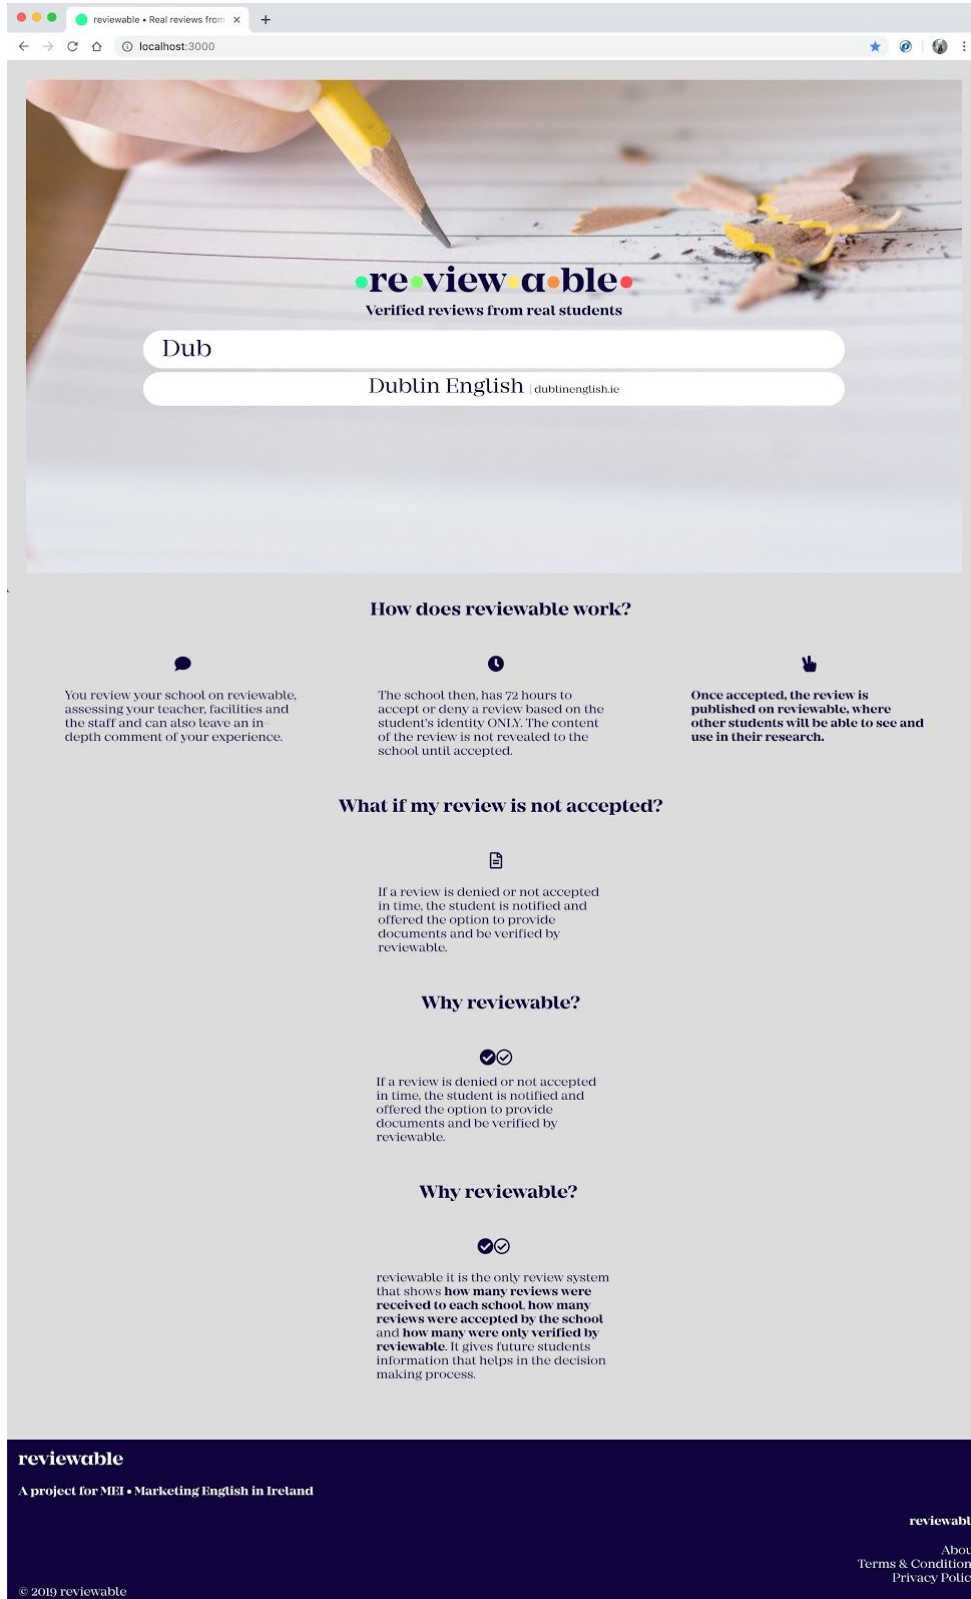 reviewable • Real reviews from
localhost:3000
•re•view•a•ble•
Verified reviews from real students
Dub
Dublin English | dublinenglish.ie
How does reviewable work?
You review your school on reviewable,
assessing your teacher, facilities and
the staff and can also leave an in-
depth comment of your experience.
The school then, has 72 hours to
accept or deny a review based on the
student's identity ONLY. The content
of the review is not revealed to the
school until accepted.
Once accepted, the review is
published on reviewable, where
other students will be able to see and
use in their research.
What if my review is not accepted?
If a review is denied or not accepted
in time, the student is notified and
offered the option to provide
documents and be verified by
reviewable.
Why reviewable?
If a review is denied or not accepted
in time, the student is notified and
offered the option to provide
documents and be verified by
reviewable.
Why reviewable?
reviewable it is the only review system
that shows how many reviews were
received to each school, how many
reviews were accepted by the school
and how many were only verified by
reviewable. It gives future students
information that helps in the decision
making process.
reviewable
A project for MEI • Marketing English in Ireland
reviewabl
Abou
Terms & Condition
Privacy Polic
© 2019 reviewable